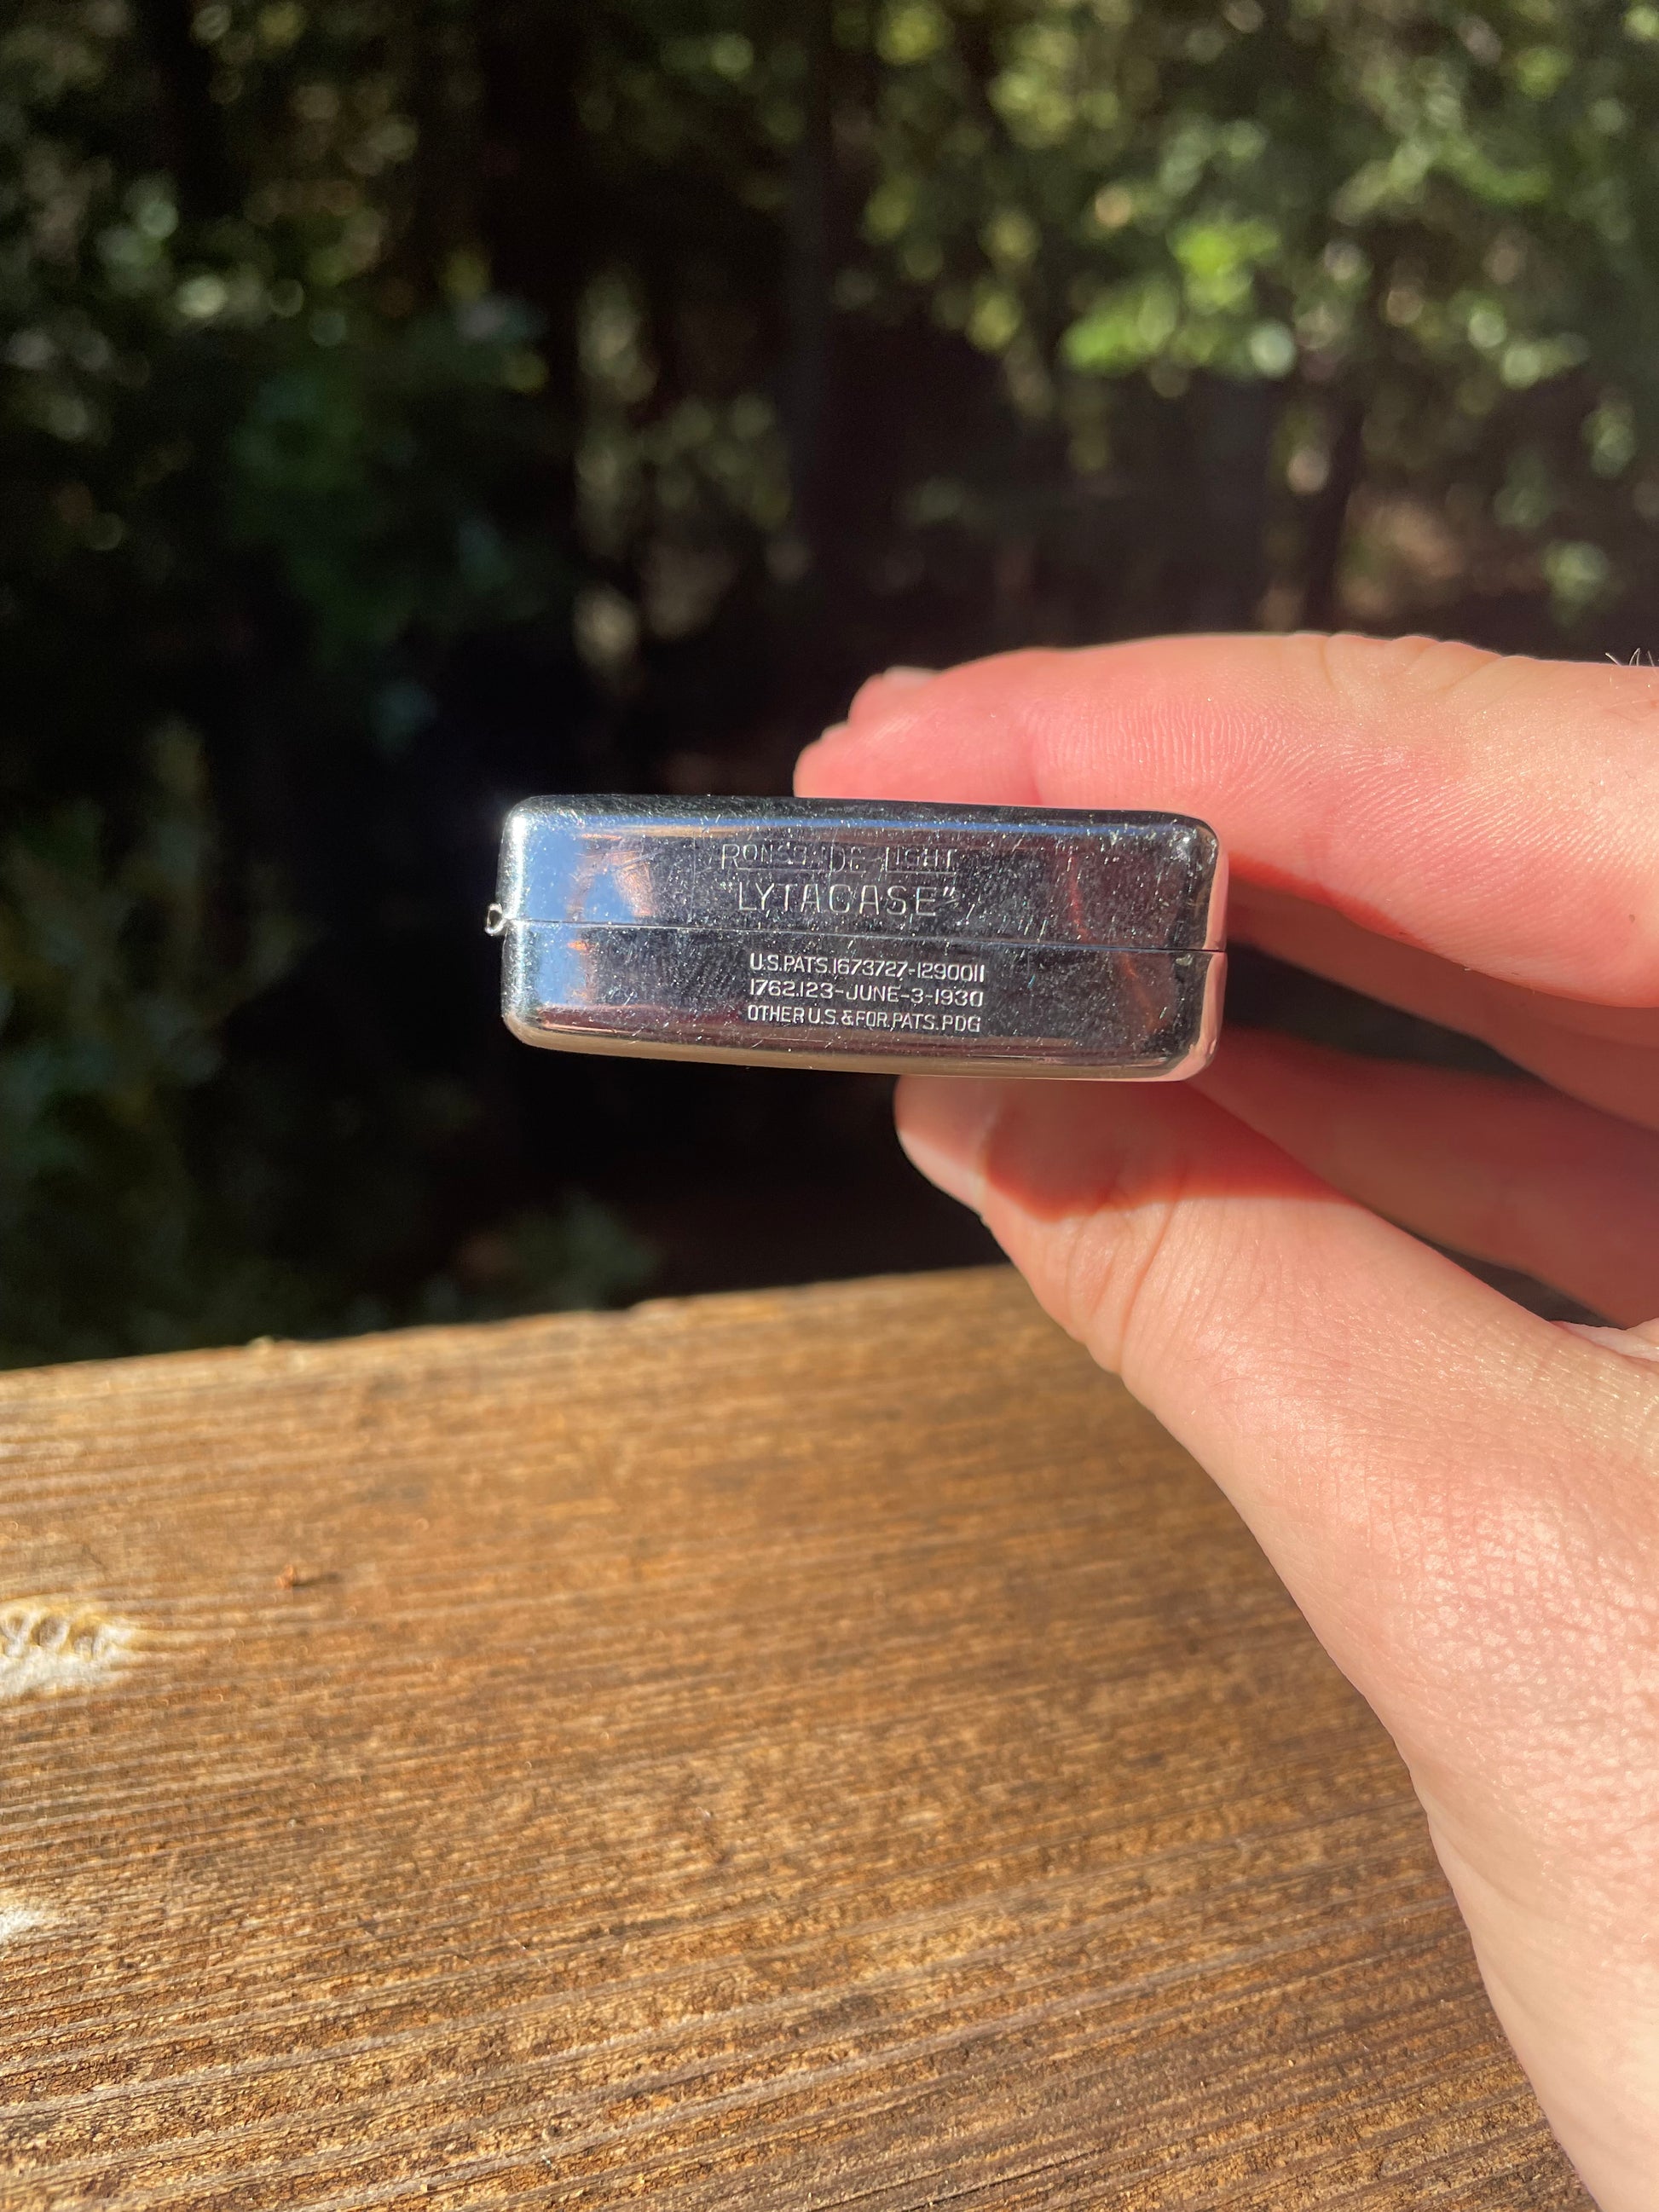 RONSON DE-LIGHT
"LYTACASE"
U.S.PATS.1673727-1290011
1762.123-JUNE-3-1930
OTHER U.S.&FOR.PATS.PDG